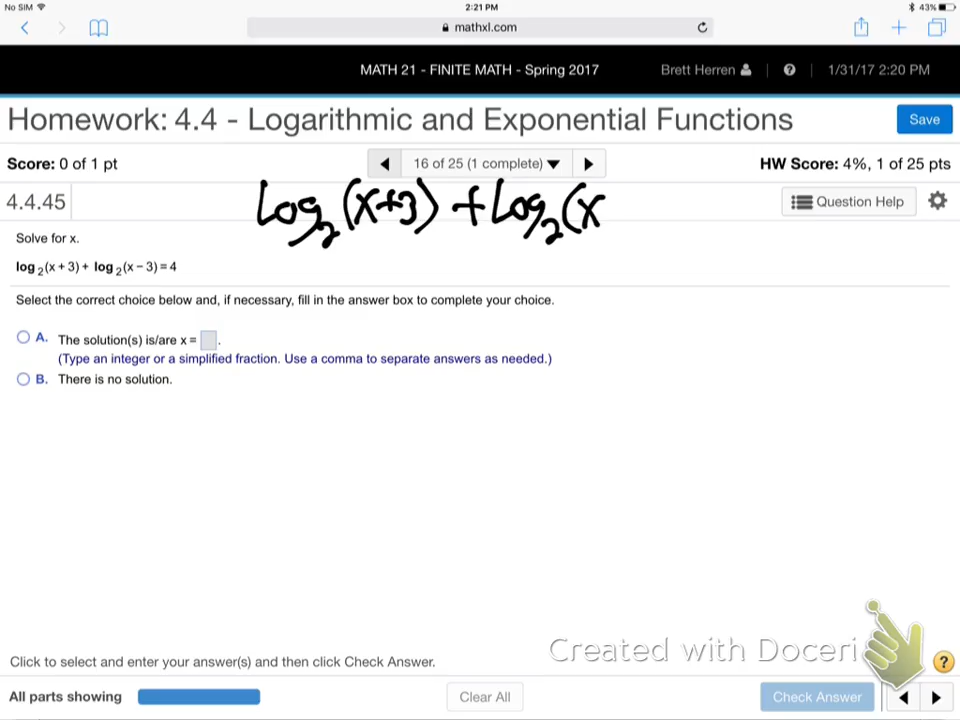 No SIM 2:21 PM 43%
mathxl.com
MATH 21 - FINITE MATH - Spring 2017 Brett Herren ? 1/31/17 2:20 PM
Homework: 4.4 - Logarithmic and Exponential Functions Save
Score: 0 of 1 pt 16 of 25 (1 complete) HW Score: 4%, 1 of 25 pts
4.4.45 log₂(x+3) + log₂(x Question Help
Solve for x.
log ₂(x + 3) + log ₂(x − 3) = 4
Select the correct choice below and, if necessary, fill in the answer box to complete your choice.
A. The solution(s) is/are x = .
(Type an integer or a simplified fraction. Use a comma to separate answers as needed.)
B. There is no solution.
Created with Doceri
Click to select and enter your answer(s) and then click Check Answer. ?
All parts showing Clear All Check Answer